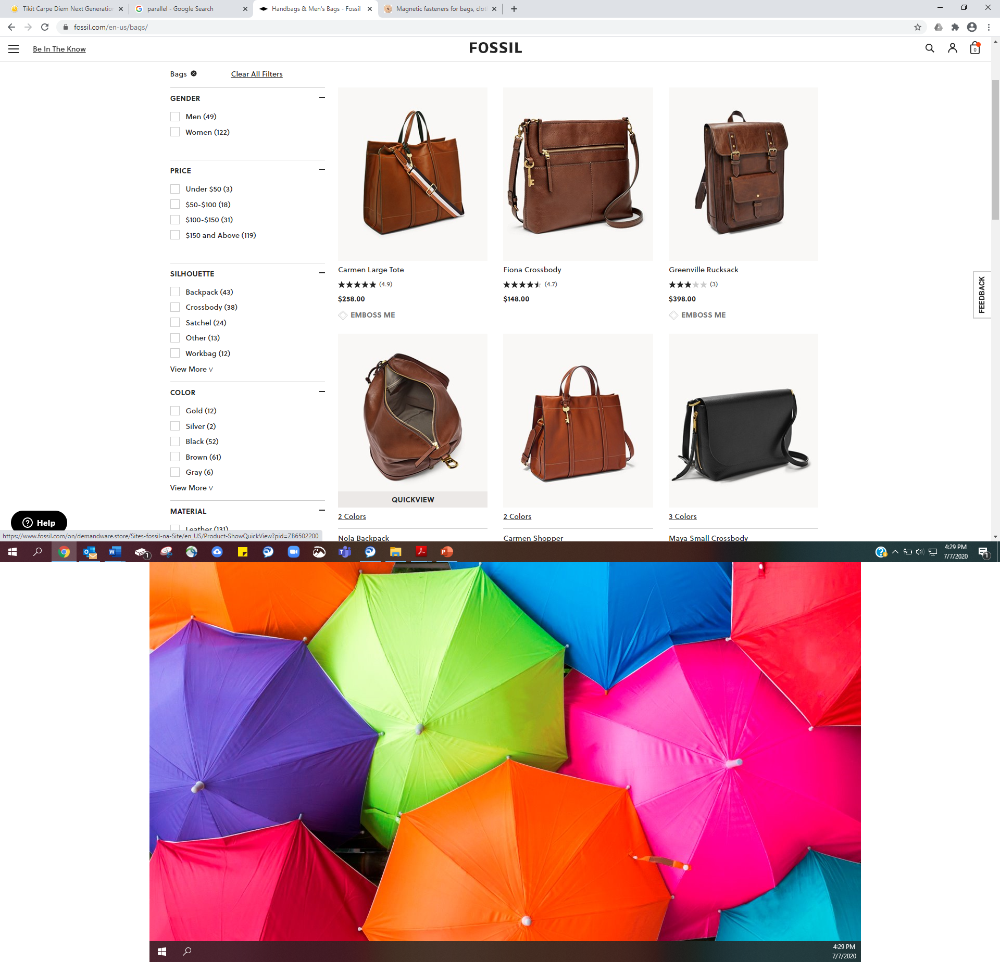 Tikit Carpe Diem Next Generatio
parallel - Google Search
Handbags & Men's Bags - Fossil
Magnetic fasteners for bags, clot
fossil.com/en-us/bags/
Be In The Know
FOSSIL
0
Bags
Clear All Filters
GENDER
Men (49)
Women (122)
PRICE
Under $50 (3)
$50-$100 (18)
$100-$150 (31)
$150 and Above (119)
SILHOUETTE
Backpack (43)
Crossbody (38)
Satchel (24)
Other (13)
Workbag (12)
View More
COLOR
Gold (12)
Silver (2)
Black (52)
Brown (61)
Gray (6)
View More
MATERIAL
Leather (131)
Carmen Large Tote
(4.9)
$258.00
EMBOSS ME
Fiona Crossbody
(4.7)
$148.00
Greenville Rucksack
(3)
$398.00
EMBOSS ME
QUICKVIEW
2 Colors
Nola Backpack
2 Colors
Carmen Shopper
3 Colors
Maya Small Crossbody
FEEDBACK
Help
https://www.fossil.com/on/demandware.store/Sites-fossil-na-Site/en_US/Product-ShowQuickView?pid=ZB6502200
1
4:29 PM
7/7/2020
1
4:29 PM
7/7/2020